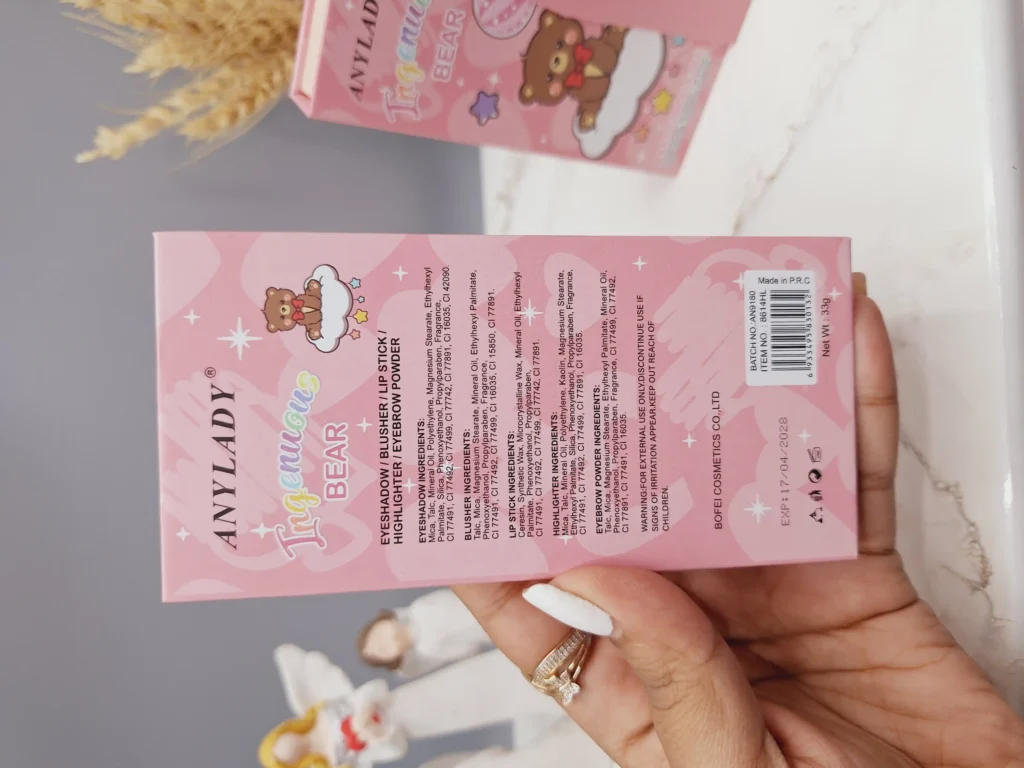 ANYLADY
Ingenuous
BEAR
ANYLADY®
Ingenuous
BEAR
EYESHADOW / BLUSHER / LIP STICK /
HIGHLIGHTER / EYEBROW POWDER
EYESHADOW INGREDIENTS:
Mica, Talc, Mineral Oil, Polyethylene, Magnesium Stearate, Ethylhexyl
Palmitate, Silica, Phenoxyethanol, Propylparaben, Fragrance,
CI 77491, CI 77492, CI 77499, CI 77742, CI 77891, CI 16035, CI 42090
BLUSHER INGREDIENTS:
Talc, Mica, Magnesium Stearate, Mineral Oil, Ethylhexyl Palmitate,
Phenoxyethanol, Propylparaben, Fragrance,
CI 77491, CI 77492, CI 77499, CI 16035, CI 15850, CI 77891.
LIP STICK INGREDIENTS:
Ceresin, Synthetic Wax, Microcrystalline Wax, Mineral Oil, Ethylhexyl
Palmitate, Phenoxyethanol, Propylparaben,
CI 77491, CI 77492, CI 77499, CI 77742, CI 77891.
HIGHLIGHTER INGREDIENTS:
Mica, Talc, Mineral Oil, Polyethylene, Kaolin, Magnesium Stearate,
Ethylhexyl Palmitate, Silica, Phenoxyethanol, Propylparaben, Fragrance,
CI 77491, CI 77492, CI 77499, CI 77891, CI 16035.
EYEBROW POWDER INGREDIENTS:
Talc, Mica, Magnesium Stearate, Ethylhexyl Palmitate, Mineral Oil,
Phenoxyethanol, Propylparaben, Fragrance, CI 77499, CI 77492,
CI 77891, CI 77491, CI 16035.
WARNING:FOR EXTERNAL USE ONLY.DISCONTINUE USE IF
SIGNS OF IRRITATION APPEAR.KEEP OUT REACH OF
CHILDREN.
BOFEI COSMETICS CO.,LTD
BATCH NO.:AN9180
ITEM NO. : 8614HL
Made in P.R.C
Net Wt : 33g
EXP:17/04/2028